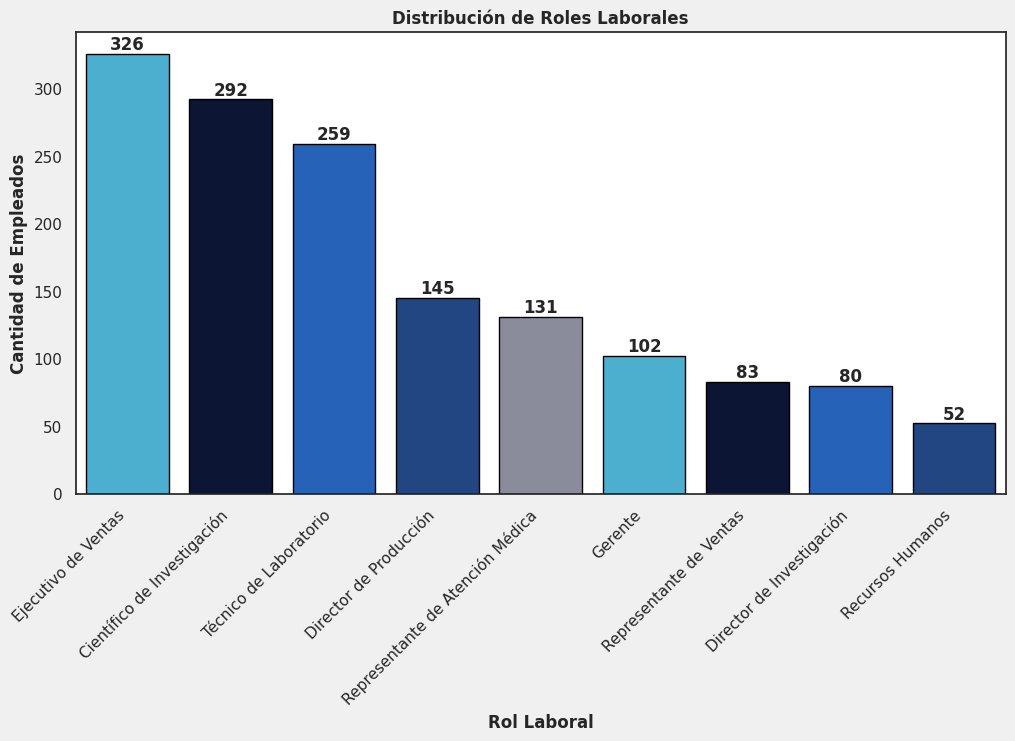 Distribución de Roles Laborales
326
292
259
145
131
102
83
80
52
300
250
200
150
100
50
0
Cantidad de Empleados
Ejecutivo de Ventas
Científico de Investigación
Técnico de Laboratorio
Director de Producción
Representante de Atención Médica
Gerente
Representante de Ventas
Director de Investigación
Recursos Humanos
Rol Laboral